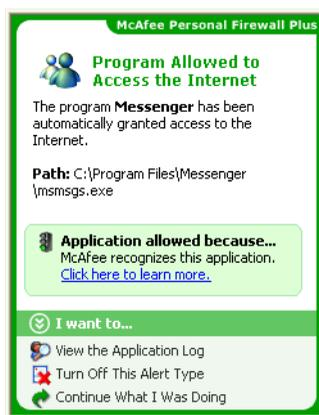 McAfee Personal Firewall Plus
Program Allowed to
Access the Internet
The program Messenger has been
automatically granted access to the
Internet.
Path: C:\Program Files\Messenger
\msmsgs.exe
Application allowed because...
McAfee recognizes this application.
Click here to learn more.
I want to...
View the Application Log
Turn Off This Alert Type
Continue What I Was Doing